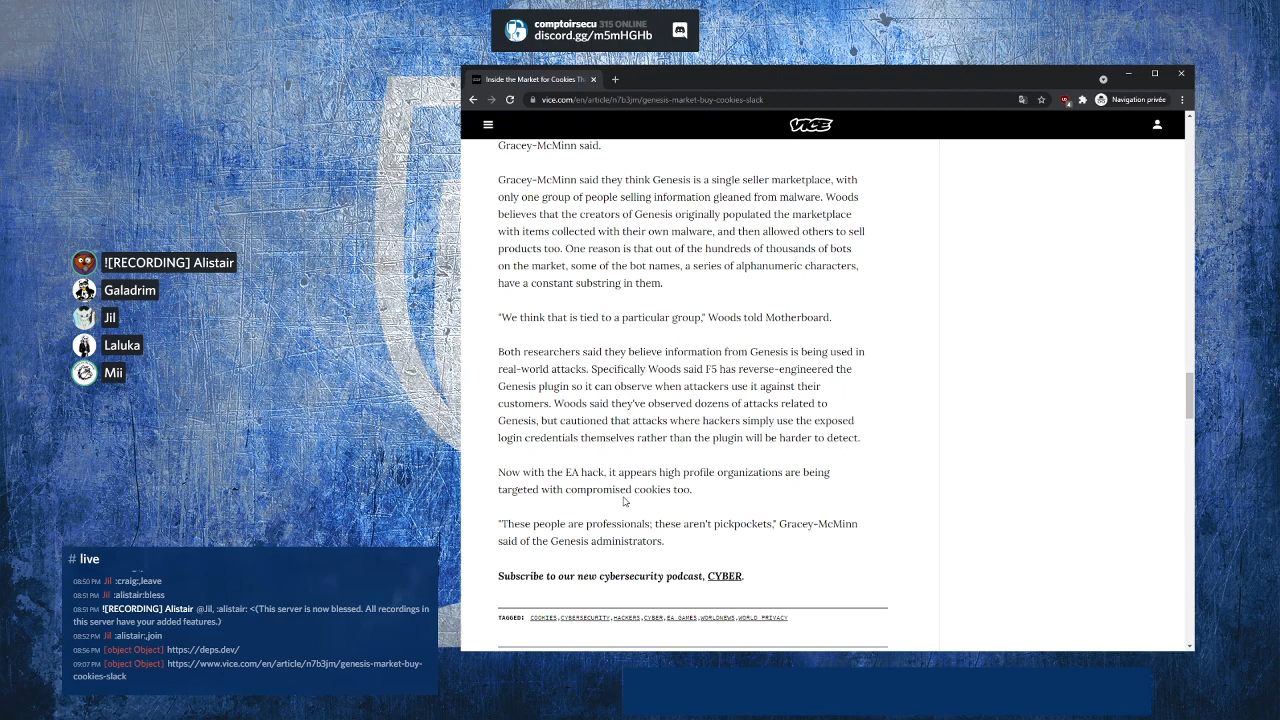 comptoirsecu 315 ONLINE
discord.gg/m5mHGHb
Inside the Market for Cookies Th
vice.com/en/article/n7b3jm/genesis-market-buy-cookies-slack
Navigation privée
VICE
Gracey-McMinn said.
Gracey-McMinn said they think Genesis is a single seller marketplace, with
only one group of people selling information gleaned from malware. Woods
believes that the creators of Genesis originally populated the marketplace
with items collected with their own malware, and then allowed others to sell
products too. One reason is that out of the hundreds of thousands of bots
on the market, some of the bot names, a series of alphanumeric characters,
have a constant substring in them.
"We think that is tied to a particular group," Woods told Motherboard.
Both researchers said they believe information from Genesis is being used in
real-world attacks. Specifically Woods said F5 has reverse-engineered the
Genesis plugin so it can observe when attackers use it against their
customers. Woods said they've observed dozens of attacks related to
Genesis, but cautioned that attacks where hackers simply use the exposed
login credentials themselves rather than the plugin will be harder to detect.
Now with the EA hack, it appears high profile organizations are being
targeted with compromised cookies too.
"These people are professionals; these aren't pickpockets," Gracey-McMinn
said of the Genesis administrators.
Subscribe to our new cybersecurity podcast, CYBER.
TAGGED: COOKIES, CYBERSECURITY, HACKERS, CYBER, EA GAMES, WORLDNEWS, WORLD PRIVACY
![RECORDING] Alistair
Galadrim
Jil
Laluka
Mii
# live
08:50 PM Jil :craig:,leave
08:51 PM Jil :alistair:bless
08:51 PM ![RECORDING] Alistair @Jil, :alistair: <(This server is now blessed. All recordings in
this server have your added features.)
08:52 PM Jil :alistair:,join
08:56 PM [object Object] https://deps.dev/
09:07 PM [object Object] https://www.vice.com/en/article/n7b3jm/genesis-market-buy-
cookies-slack